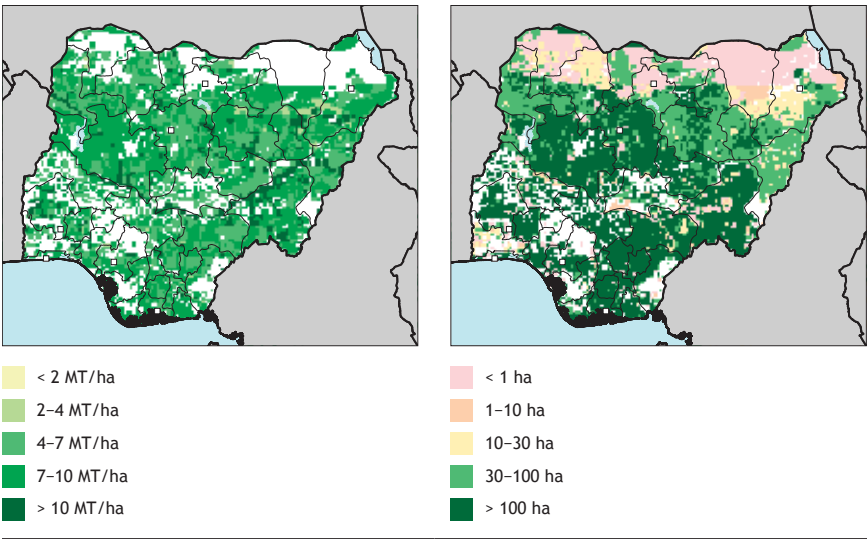 < 2 MT/ha
2–4 MT/ha
4–7 MT/ha
7–10 MT/ha
> 10 MT/ha
< 1 ha
1–10 ha
10–30 ha
30–100 ha
> 100 ha